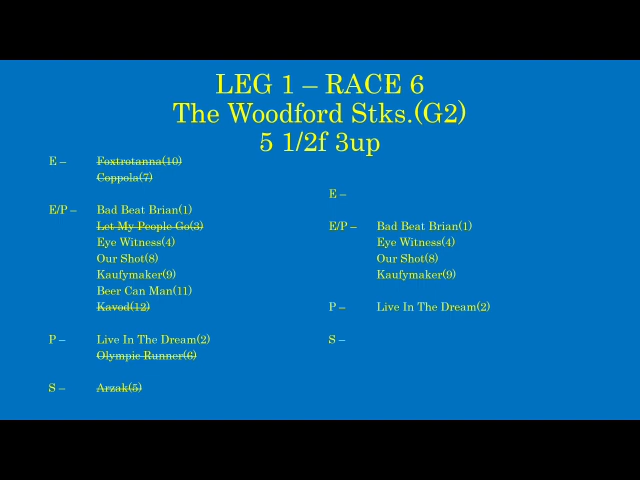 LEG 1 – RACE 6
The Woodford Stks.(G2)
5 1/2f 3up
E – Foxtrotanna(10)
Coppola(7)
E/P – Bad Beat Brian(1)
Let My People Go(3)
Eye Witness(4)
Our Shot(8)
Kaufymaker(9)
Beer Can Man(11)
Kavod(12)
P – Live In The Dream(2)
Olympic Runner(6)
S – Arzak(5)
E –
E/P – Bad Beat Brian(1)
Eye Witness(4)
Our Shot(8)
Kaufymaker(9)
P – Live In The Dream(2)
S –